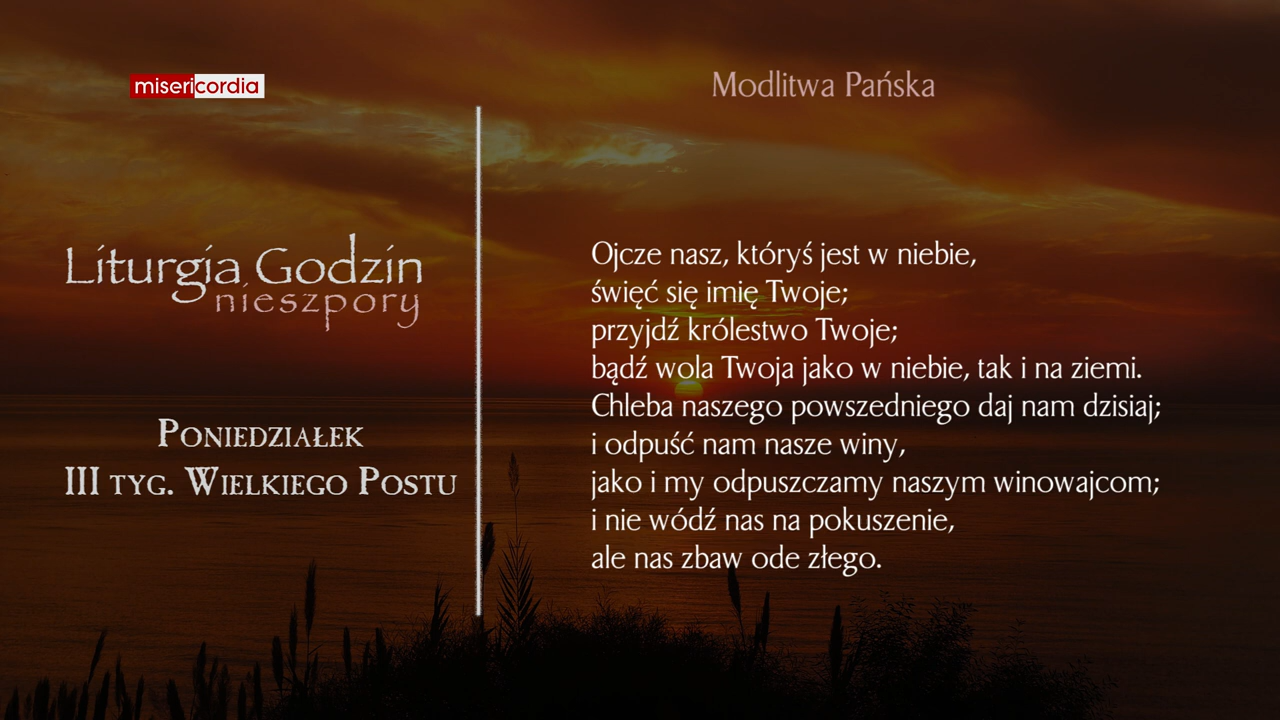 misericordia
Liturgia Godzin
nieszpory
Poniedziałek
III tyg. Wielkiego Postu
Modlitwa Pańska
Ojcze nasz, któryś jest w niebie,
święć się imię Twoje;
przyjdź królestwo Twoje;
bądź wola Twoja jako w niebie, tak i na ziemi.
Chleba naszego powszedniego daj nam dzisiaj;
i odpuść nam nasze winy,
jako i my odpuszczamy naszym winowajcom;
i nie wódź nas na pokuszenie,
ale nas zbaw ode złego.